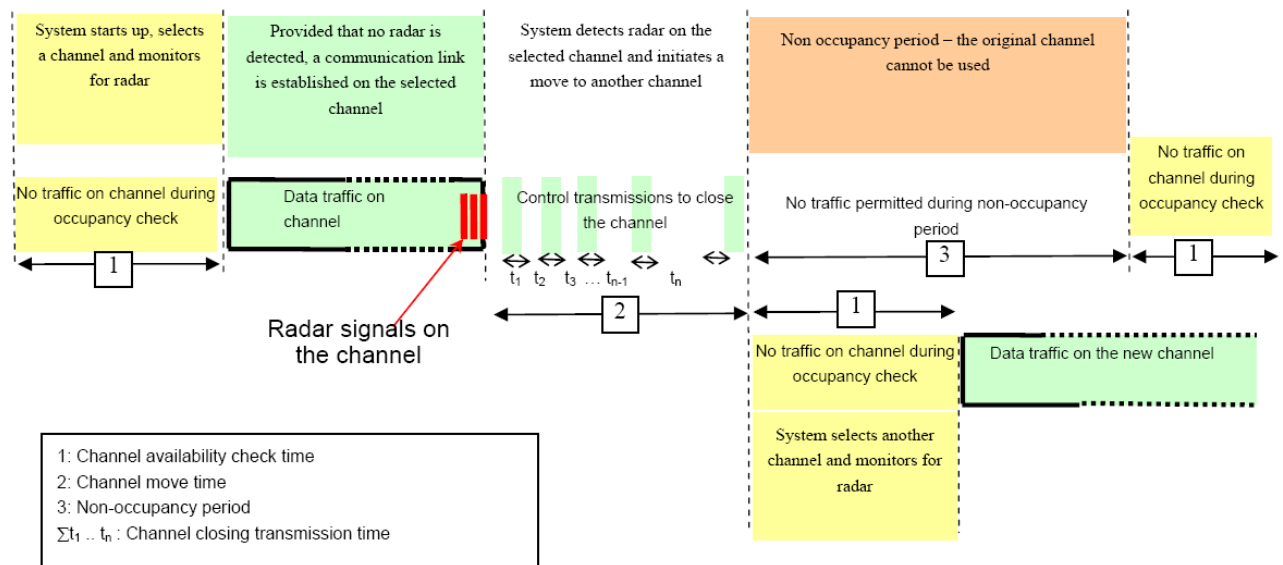 System starts up, selects
a channel and monitors
for radar
Provided that no radar is
detected, a communication link
is established on the selected
channel
System detects radar on the
selected channel and initiates a
move to another channel
Non occupancy period – the original channel
cannot be used
No traffic on channel during
occupancy check
Data traffic on
channel
Control transmissions to close
the channel
No traffic permitted during non-occupancy
period
No traffic on
channel during
occupancy check
1
t1 t2 t3 … tn-1 tn
3
1
2
1
Radar signals on
the channel
No traffic on channel during
occupancy check
Data traffic on the new channel
System selects another
channel and monitors for
radar
1: Channel availability check time
2: Channel move time
3: Non-occupancy period
∑t1 .. tn : Channel closing transmission time